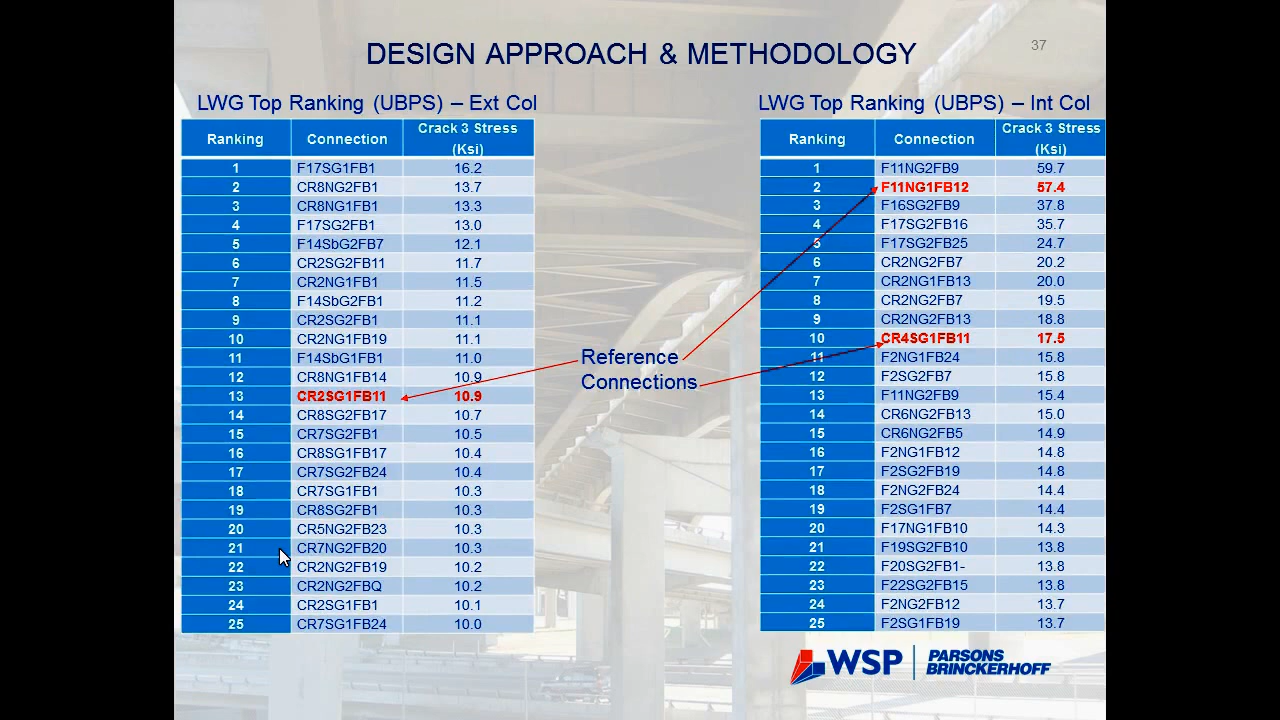 37
DESIGN APPROACH & METHODOLOGY
LWG Top Ranking (UBPS) – Ext Col
Ranking Connection Crack 3 Stress (Ksi)
1 F17SG1FB1 16.2
2 CR8NG2FB1 13.7
3 CR8NG1FB1 13.3
4 F17SG2FB1 13.0
5 F14SbG2FB7 12.1
6 CR2SG2FB11 11.7
7 CR2NG1FB1 11.5
8 F14SbG2FB1 11.2
9 CR2SG2FB1 11.1
10 CR2NG1FB19 11.1
11 F14SbG1FB1 11.0
12 CR8NG1FB14 10.9
13 CR2SG1FB11 10.9
14 CR8SG2FB17 10.7
15 CR7SG2FB1 10.5
16 CR8SG1FB17 10.4
17 CR7SG2FB24 10.4
18 CR7SG1FB1 10.3
19 CR8SG2FB1 10.3
20 CR5NG2FB23 10.3
21 CR7NG2FB20 10.3
22 CR2NG2FB19 10.2
23 CR2NG2FBQ 10.2
24 CR2SG1FB1 10.1
25 CR7SG1FB24 10.0
Reference
Connections
LWG Top Ranking (UBPS) – Int Col
Ranking Connection Crack 3 Stress (Ksi)
1 F11NG2FB9 59.7
2 F11NG1FB12 57.4
3 F16SG2FB9 37.8
4 F17SG2FB16 35.7
5 F17SG2FB25 24.7
6 CR2NG2FB7 20.2
7 CR2NG1FB13 20.0
8 CR2NG2FB7 19.5
9 CR2NG2FB13 18.8
10 CR4SG1FB11 17.5
11 F2NG1FB24 15.8
12 F2SG2FB7 15.8
13 F11NG2FB9 15.4
14 CR6NG2FB13 15.0
15 CR6NG2FB5 14.9
16 F2NG1FB12 14.8
17 F2SG2FB19 14.8
18 F2NG2FB24 14.4
19 F2SG1FB7 14.4
20 F17NG1FB10 14.3
21 F19SG2FB10 13.8
22 F20SG2FB1- 13.8
23 F22SG2FB15 13.8
24 F2NG2FB12 13.7
25 F2SG1FB19 13.7
WSP PARSONS
BRINCKERHOFF